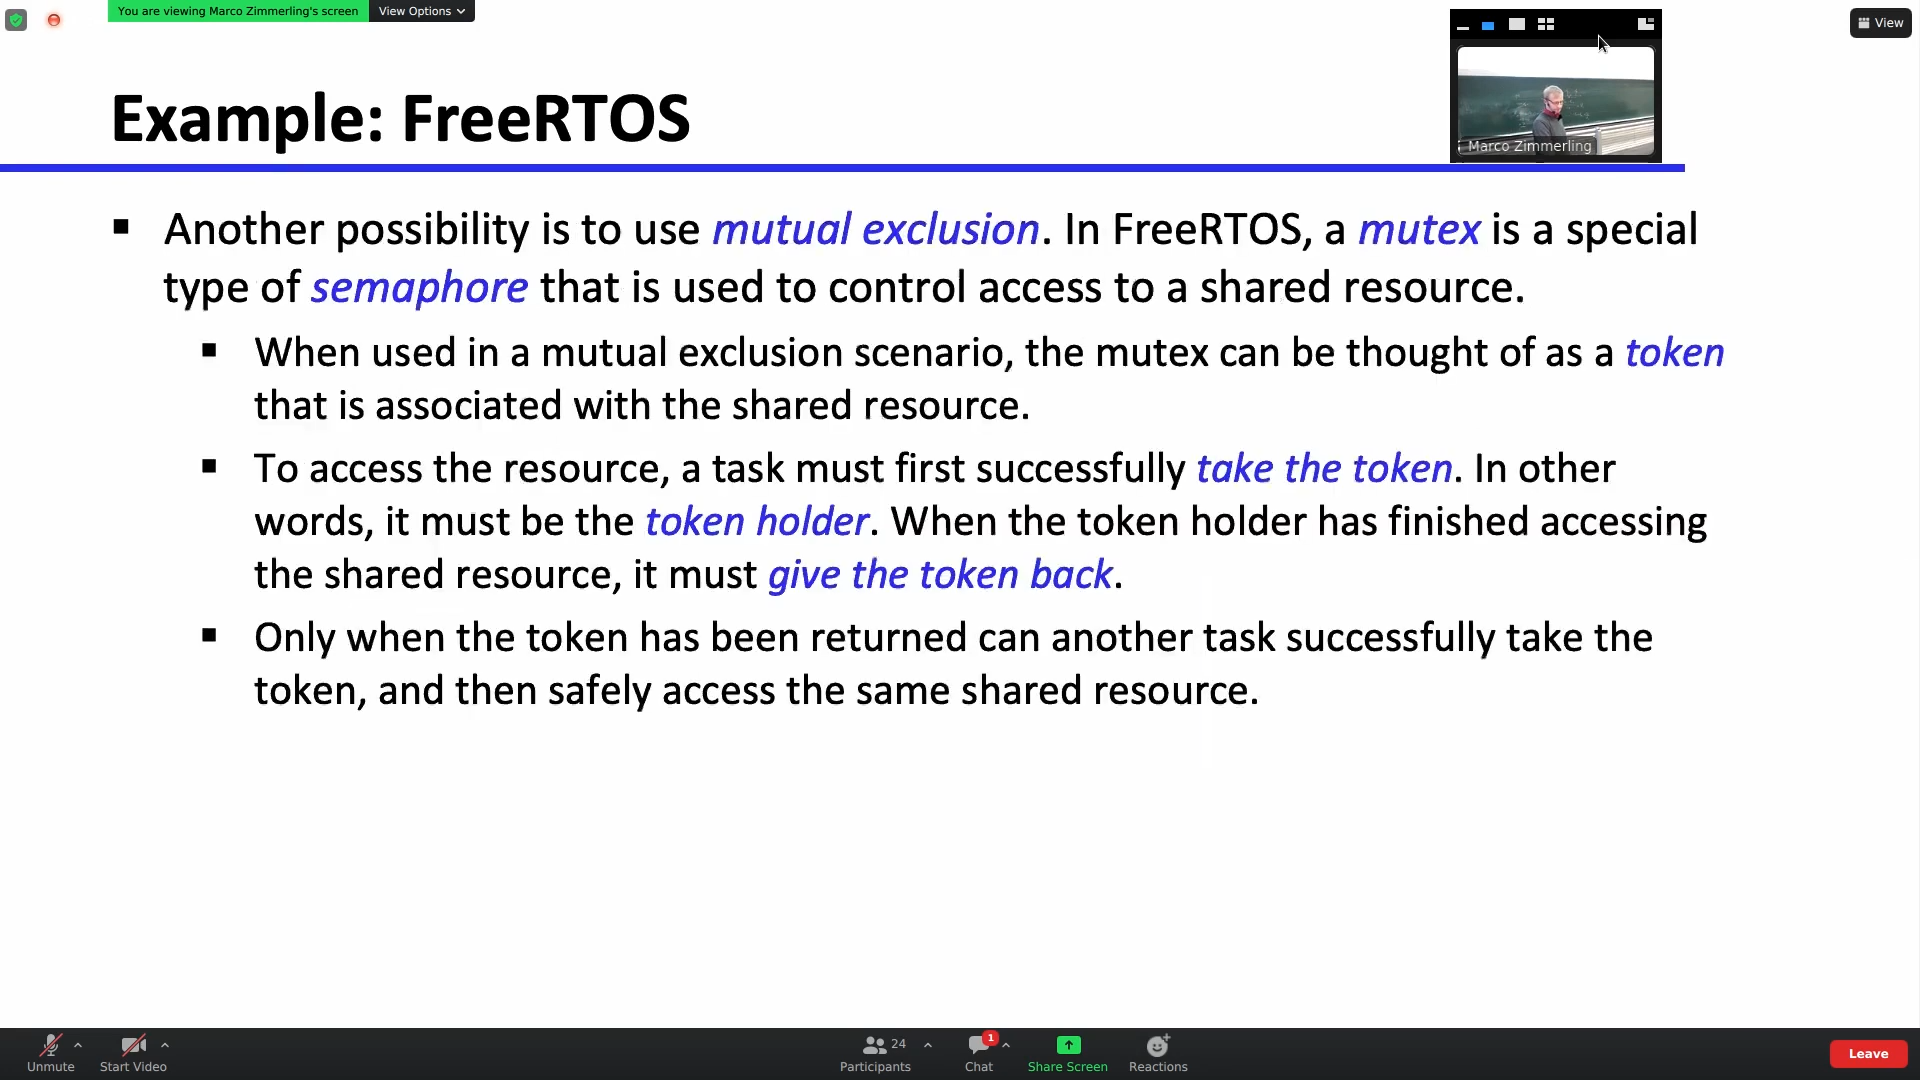 You are viewing Marco Zimmerling's screen
View Options
View
Example: FreeRTOS
Marco Zimmerling
Another possibility is to use mutual exclusion. In FreeRTOS, a mutex is a special
type of semaphore that is used to control access to a shared resource.
When used in a mutual exclusion scenario, the mutex can be thought of as a token
that is associated with the shared resource.
To access the resource, a task must first successfully take the token. In other
words, it must be the token holder. When the token holder has finished accessing
the shared resource, it must give the token back.
Only when the token has been returned can another task successfully take the
token, and then safely access the same shared resource.
Unmute
Start Video
24
Participants
1
Chat
Share Screen
Reactions
Leave